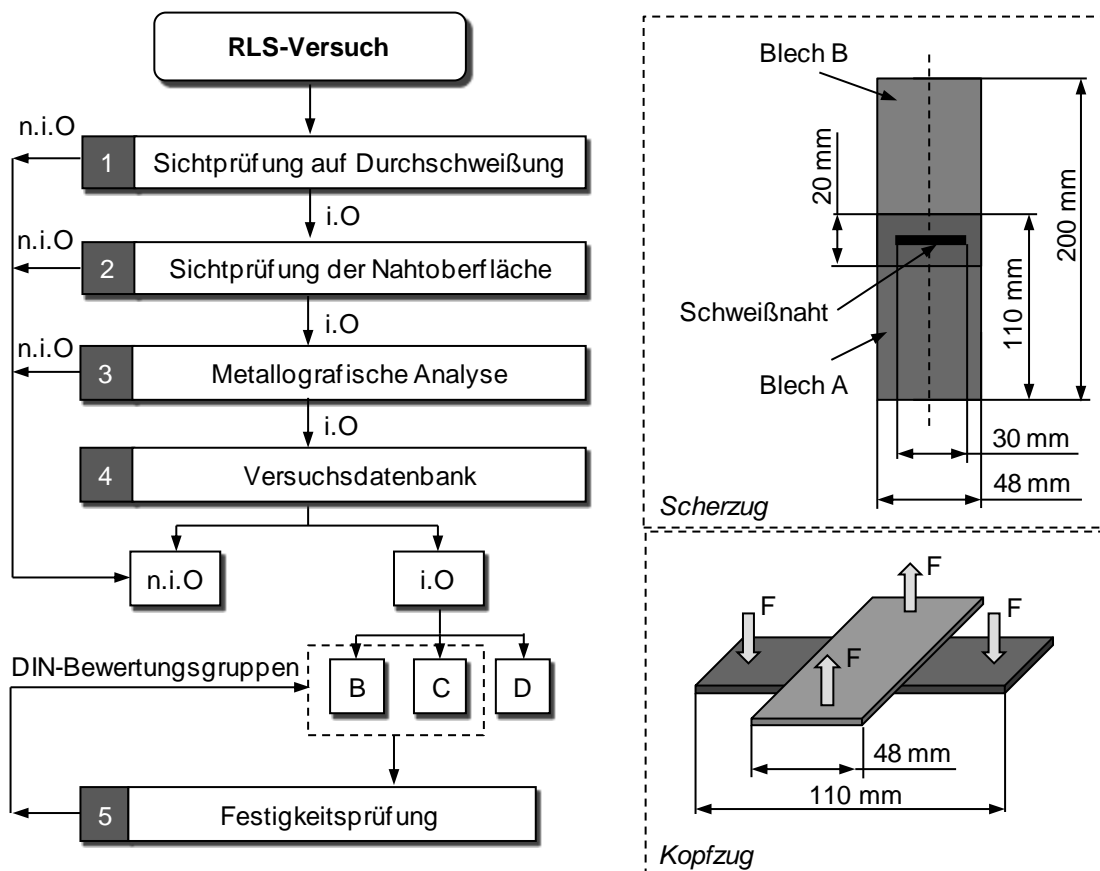 RLS-Versuch
n.i.O
1 Sichtprüfung auf Durchschweißung
i.O
n.i.O
2 Sichtprüfung der Nahtoberfläche
i.O
n.i.O
3 Metallografische Analyse
i.O
4 Versuchsdatenbank
n.i.O
i.O
DIN-Bewertungsgruppen
B
C
D
5 Festigkeitsprüfung
Blech B
20 mm
200 mm
110 mm
Schweißnaht
Blech A
30 mm
48 mm
Scherzug
F
F
F
F
48 mm
110 mm
Kopfzug